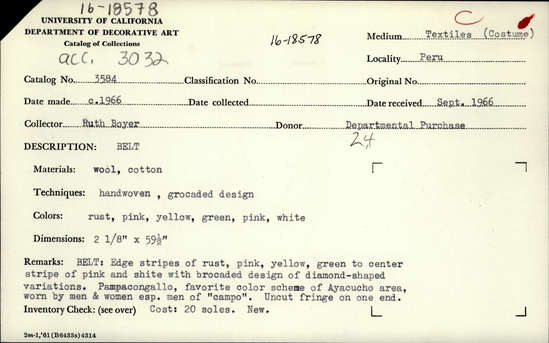 16-18578
UNIVERSITY OF CALIFORNIA
DEPARTMENT OF DECORATIVE ART
Catalog of Collections
acc. 3032
16-18578
C
Medium Textiles (Costume)
Locality Peru
Catalog No. 3584 Classification No. Original No.
Date made c.1966 Date collected Date received Sept. 1966
Collector Ruth Boyer Donor Departmental Purchase
24
DESCRIPTION: BELT
Materials: wool, cotton
Techniques: handwoven , grocaded design
Colors: rust, pink, yellow, green, pink, white
Dimensions: 2 1/8" x 59½"
Remarks: BELT: Edge stripes of rust, pink, yellow, green to center
stripe of pink and shite with brocaded design of diamond-shaped
variations. Pampacongallo, favorite color scheme of Ayacucho area,
worn by men & women esp. men of "campo". Uncut fringe on one end.
Inventory Check: (see over) Cost: 20 soles. New.
2m-1,'61(B6433s)4314